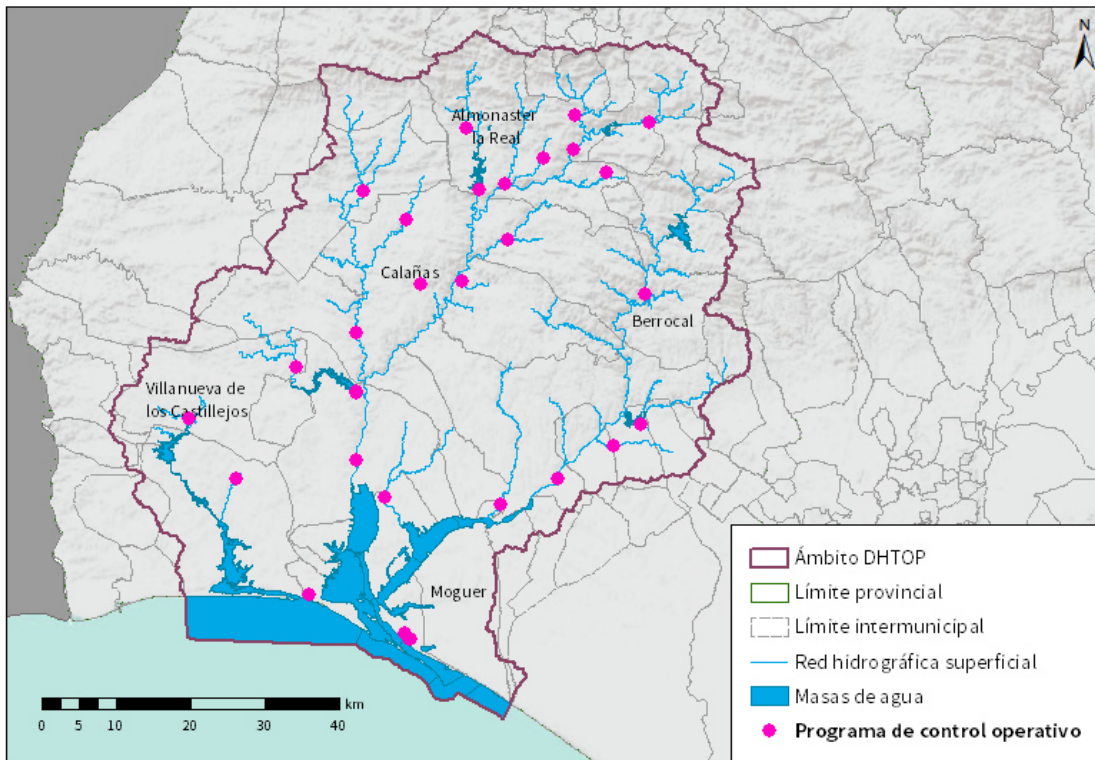 N
Almonaster
la Real
Calañas
Berrocal
Villanueva de
los Castillejos
Moguer
km
0 5 10 20 30 40
Ámbito DHTOP
Límite provincial
Límite intermunicipal
Red hidrográfica superficial
Masas de agua
Programa de control operativo